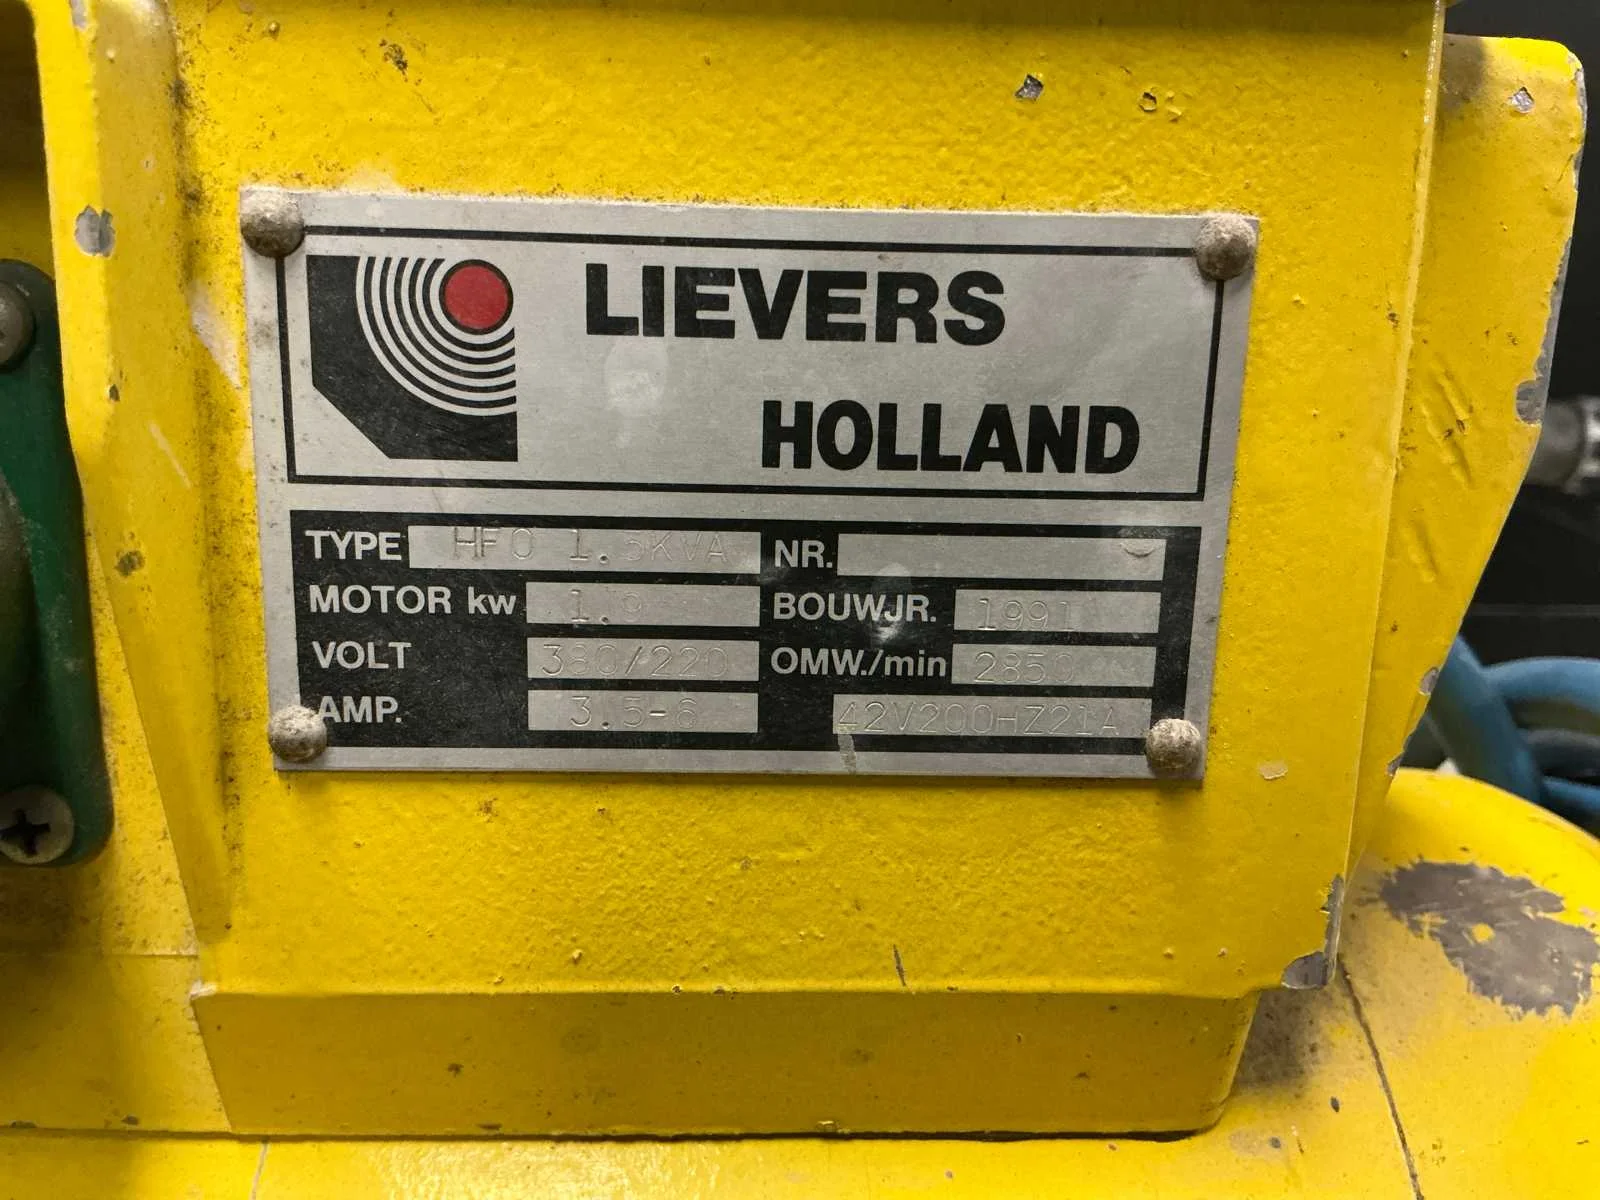 LIEVERS
HOLLAND
TYPE HFO 1.5KVA NR.
MOTOR kw 1.9 BOUWJR. 1991
VOLT 380/220 OMW./min 2850
AMP. 3.5-6 42V200HZ21A